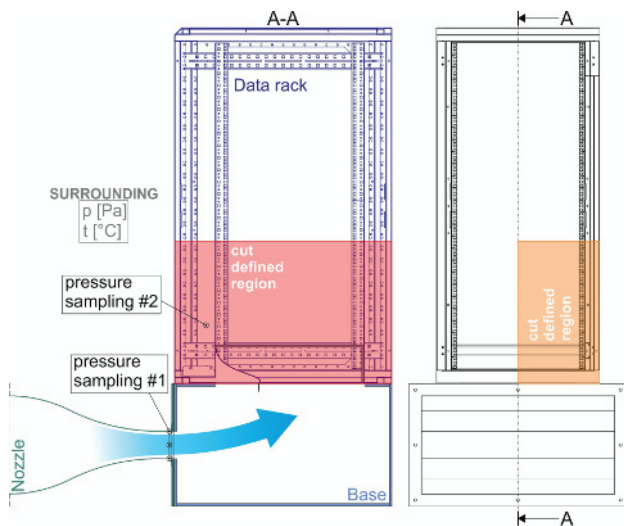 A-A
A
Data rack
SURROUNDING
p [Pa]
t [°C]
cut
defined
region
pressure
sampling #2
cut
defined
region
pressure
sampling #1
Nozzle
Base
A